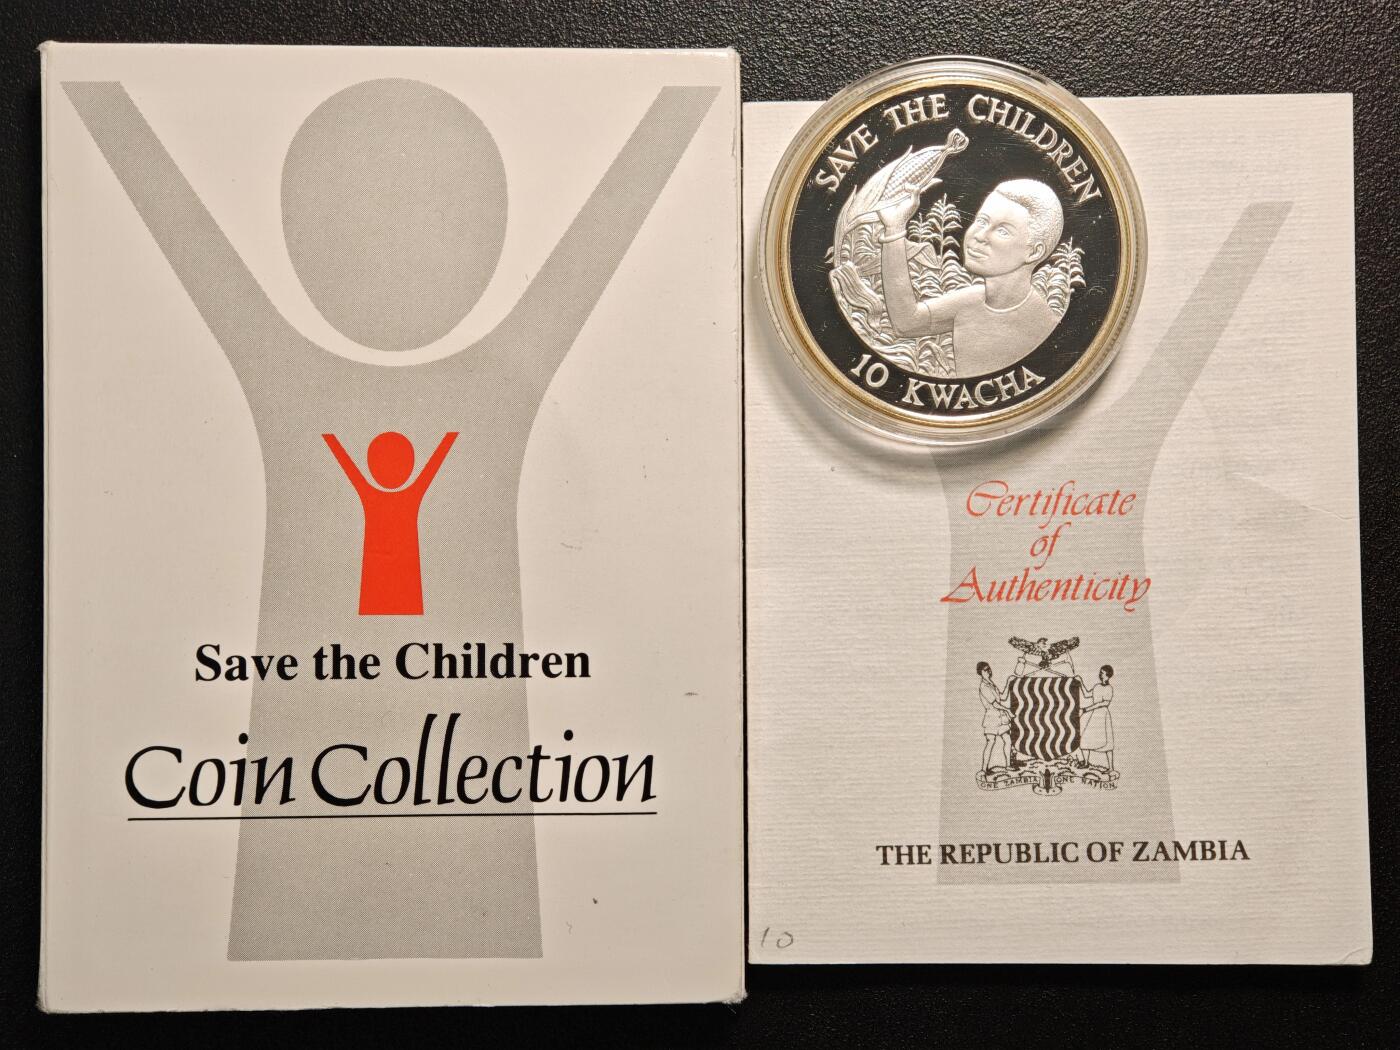 Save the Children
Coin Collection
SAVE THE CHILDREN
10 KWACHA
Certificate
of
Authenticity
ONE ZAMBIA ONE NATION
THE REPUBLIC OF ZAMBIA
10